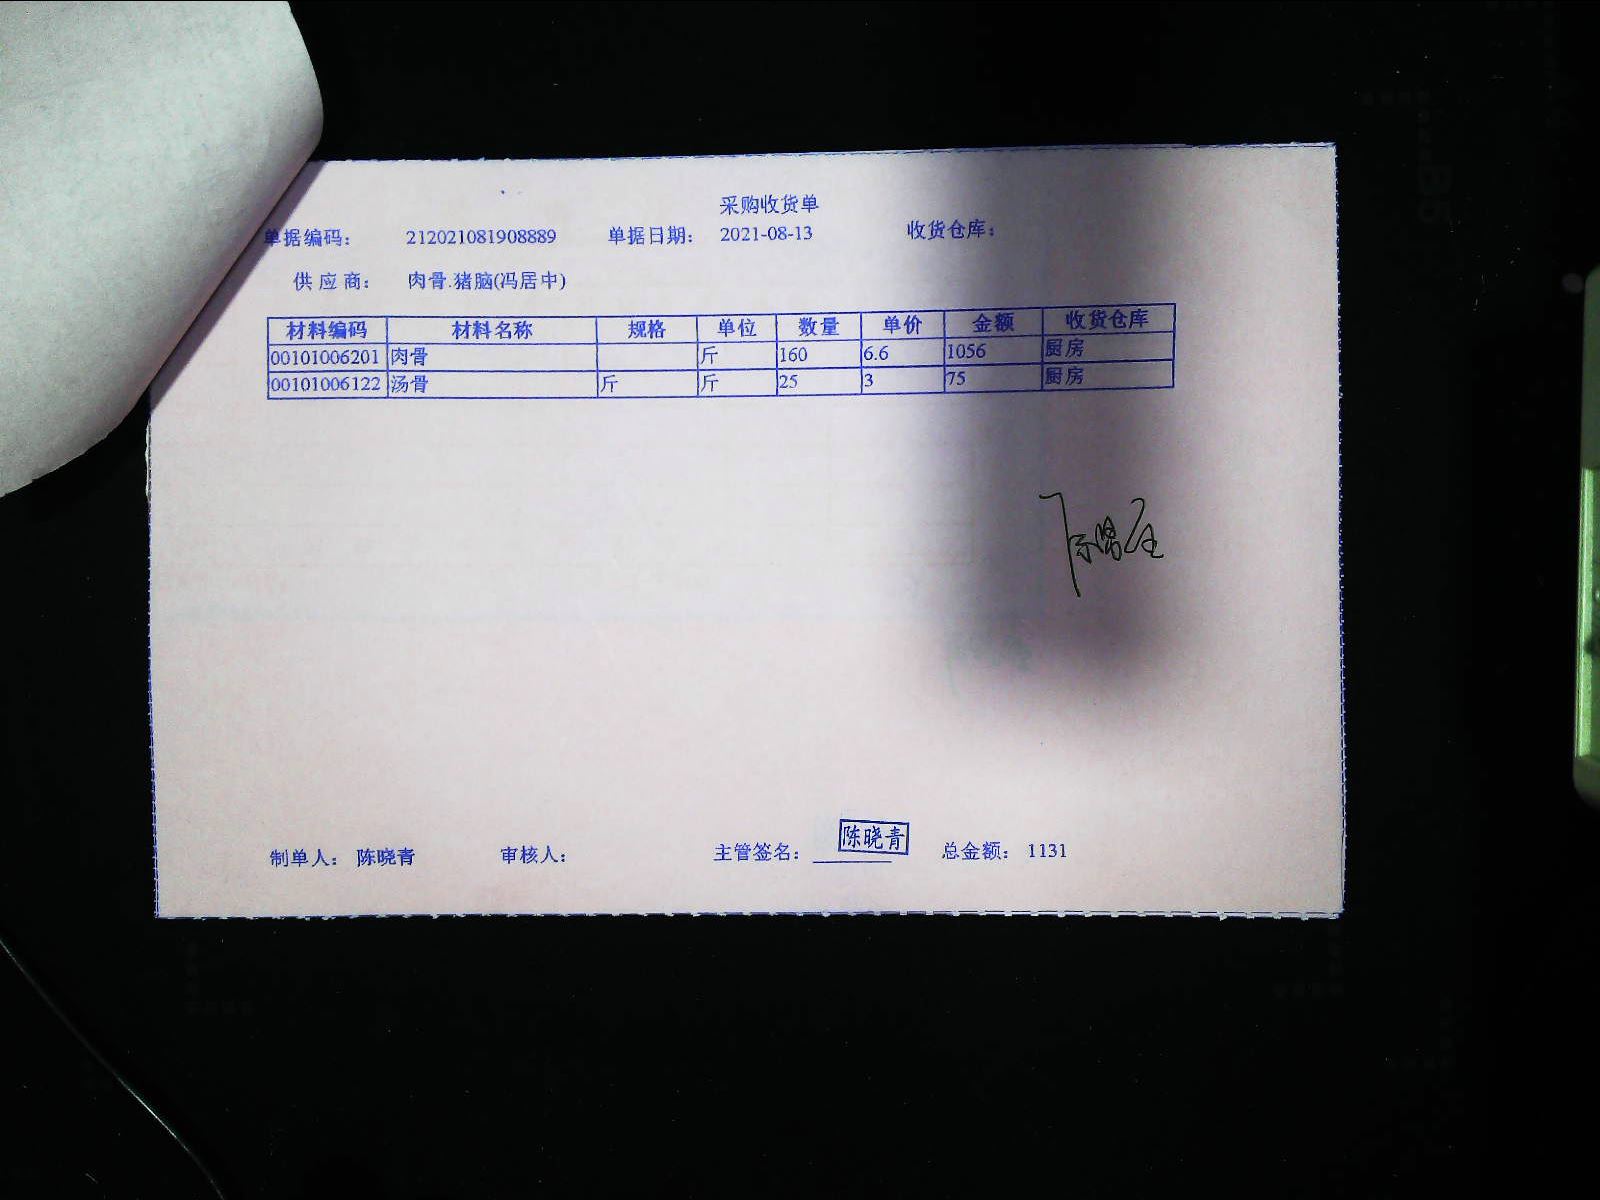 采购收货单
单据编码： 212021081908889 单据日期： 2021-08-13 收货仓库：
供应商： 肉骨.猪脑(冯居中)
材料编码 材料名称 规格 单位 数量 单价 金额 收货仓库
00101006201 肉骨 斤 160 6.6 1056 厨房
00101006122 汤骨 斤 斤 25 3 75 厨房
制单人： 陈晓青 审核人： 主管签名： 陈晓青 总金额： 1131